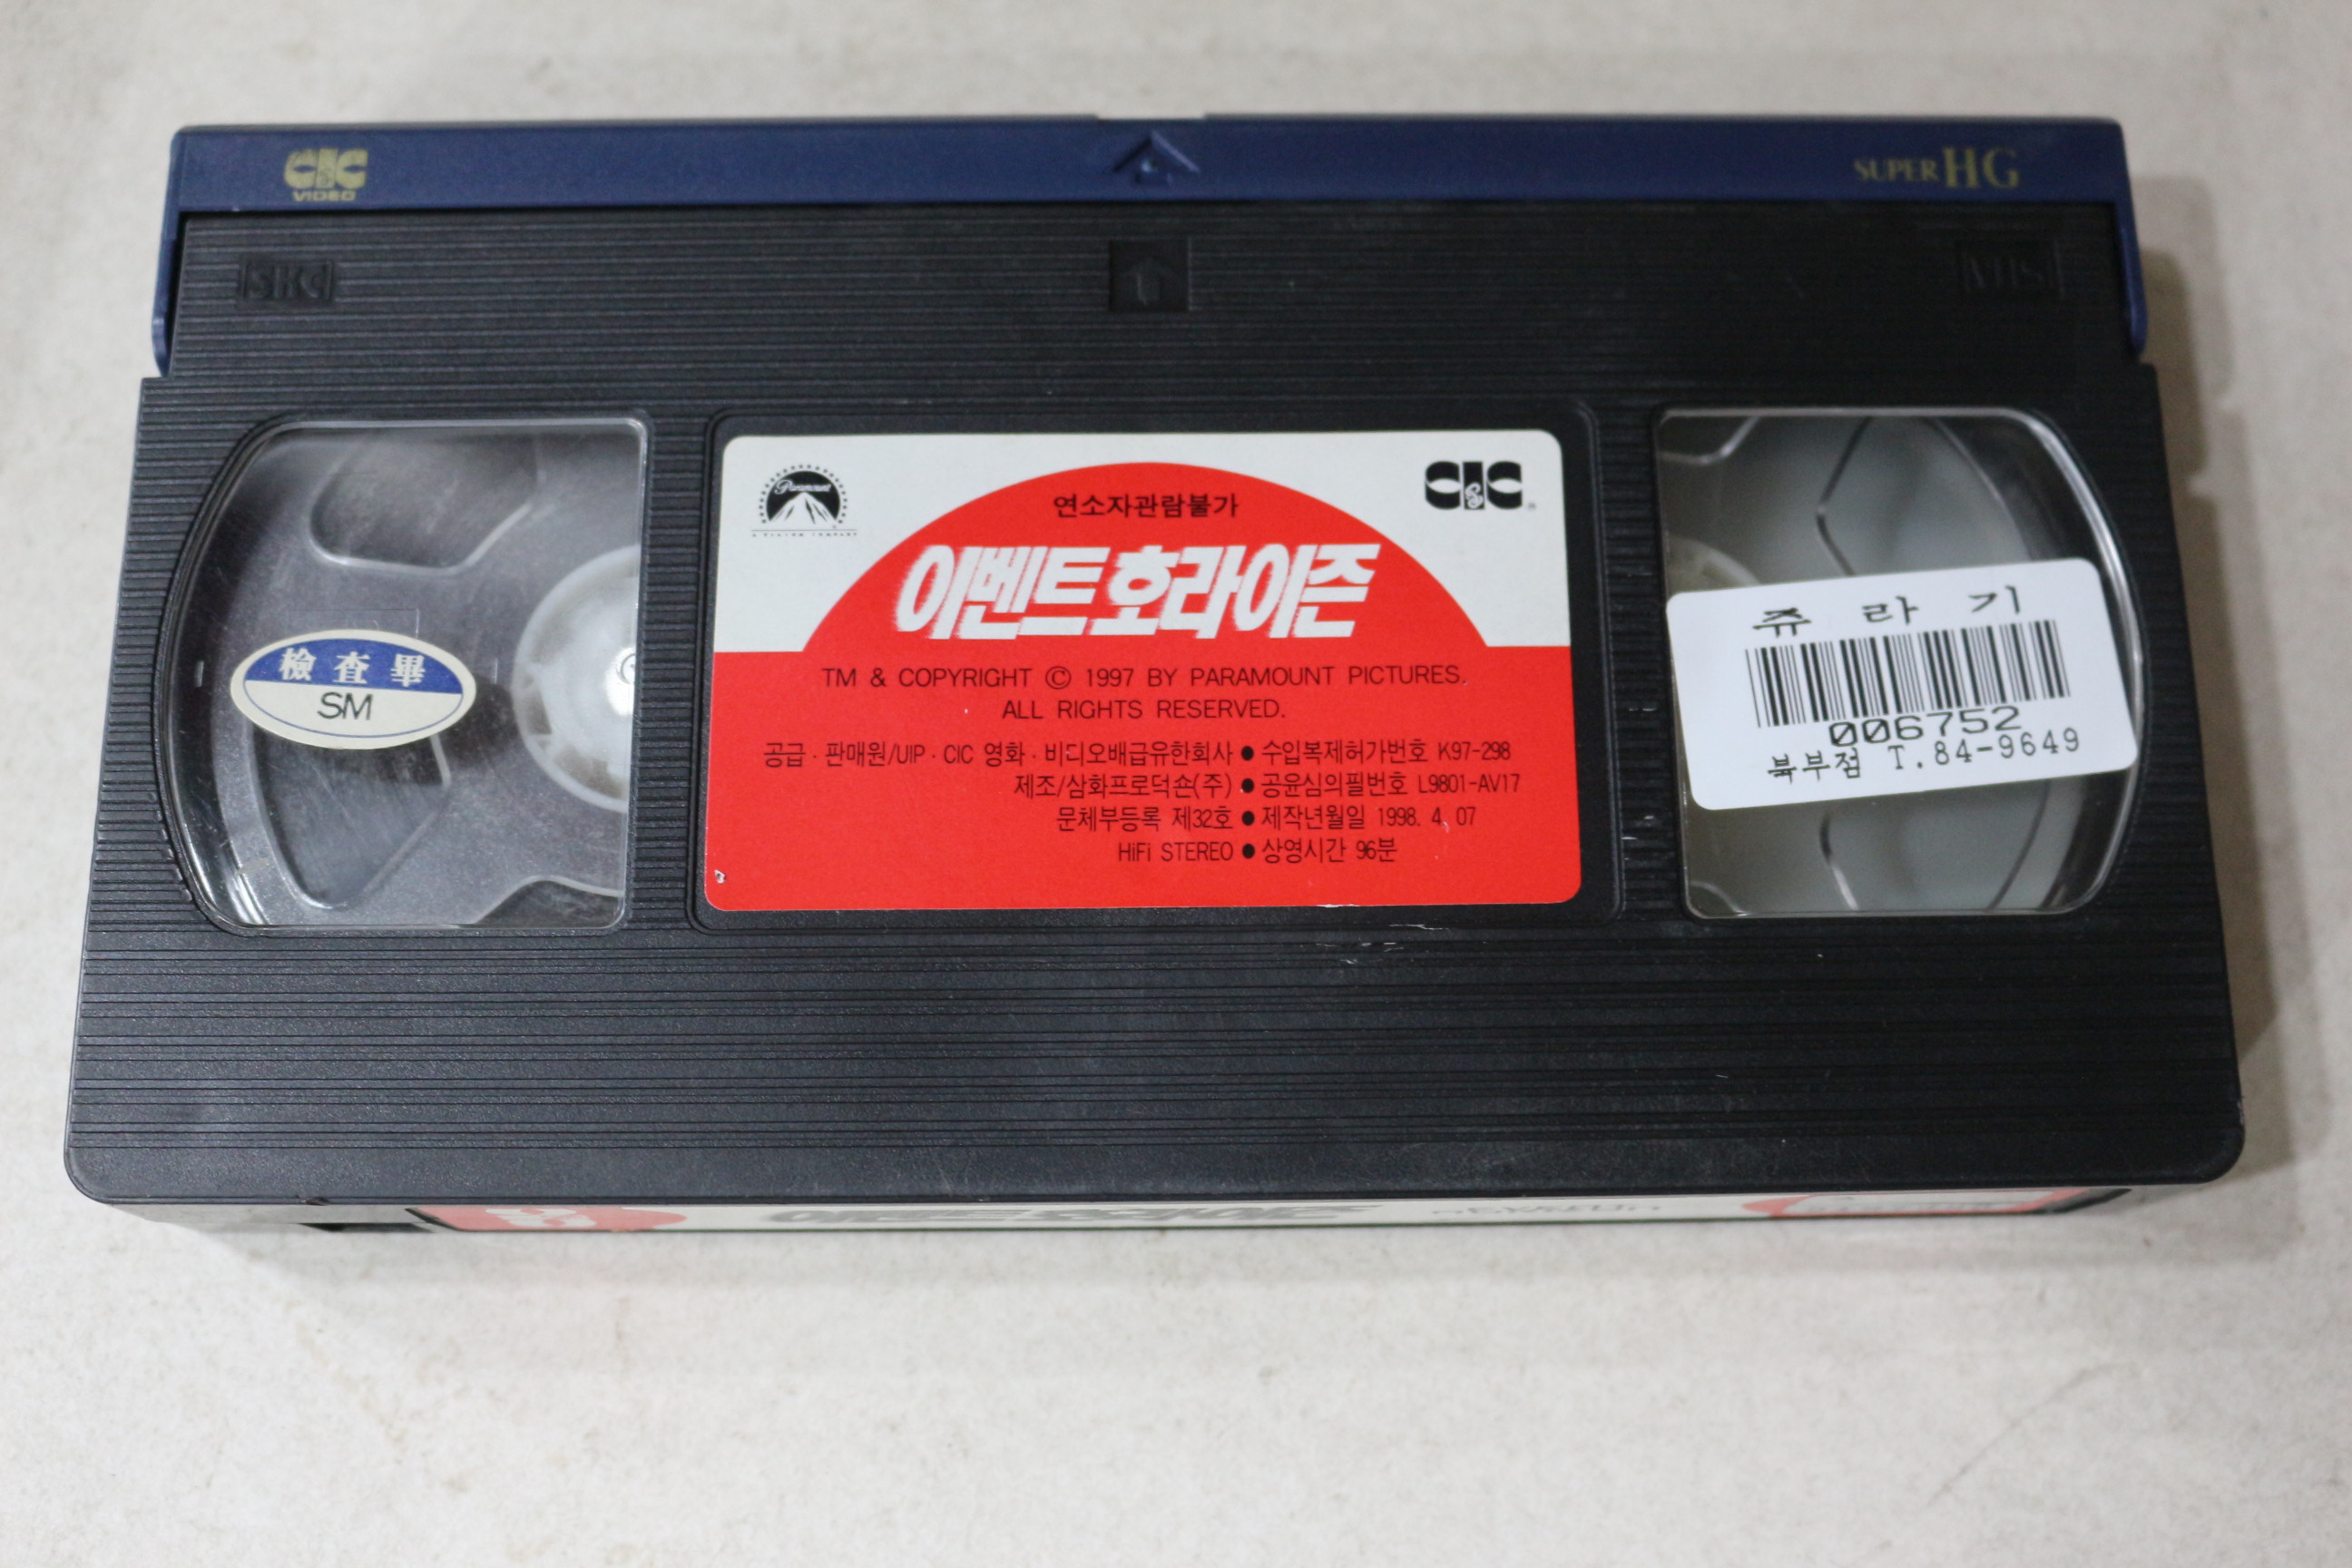 CIC
VIDEO
SUPER HG
SKC
VHS
Paramount
CIC
연소자관람불가
이벤트 호라이즌
TM & COPYRIGHT © 1997 BY PARAMOUNT PICTURES.
ALL RIGHTS RESERVED.
공급·판매원/UIP·CIC 영화·비디오배급유한회사 ● 수입복제허가번호 K97-298
제조/삼화프로덕숀(주) ● 공윤심의필번호 L9801-AV17
문체부등록 제32호 ● 제작년월일 1998. 4. 07
HiFi STEREO ● 상영시간 96분
檢査畢
SM
쥬라기
006752
북부점 T.84-9649